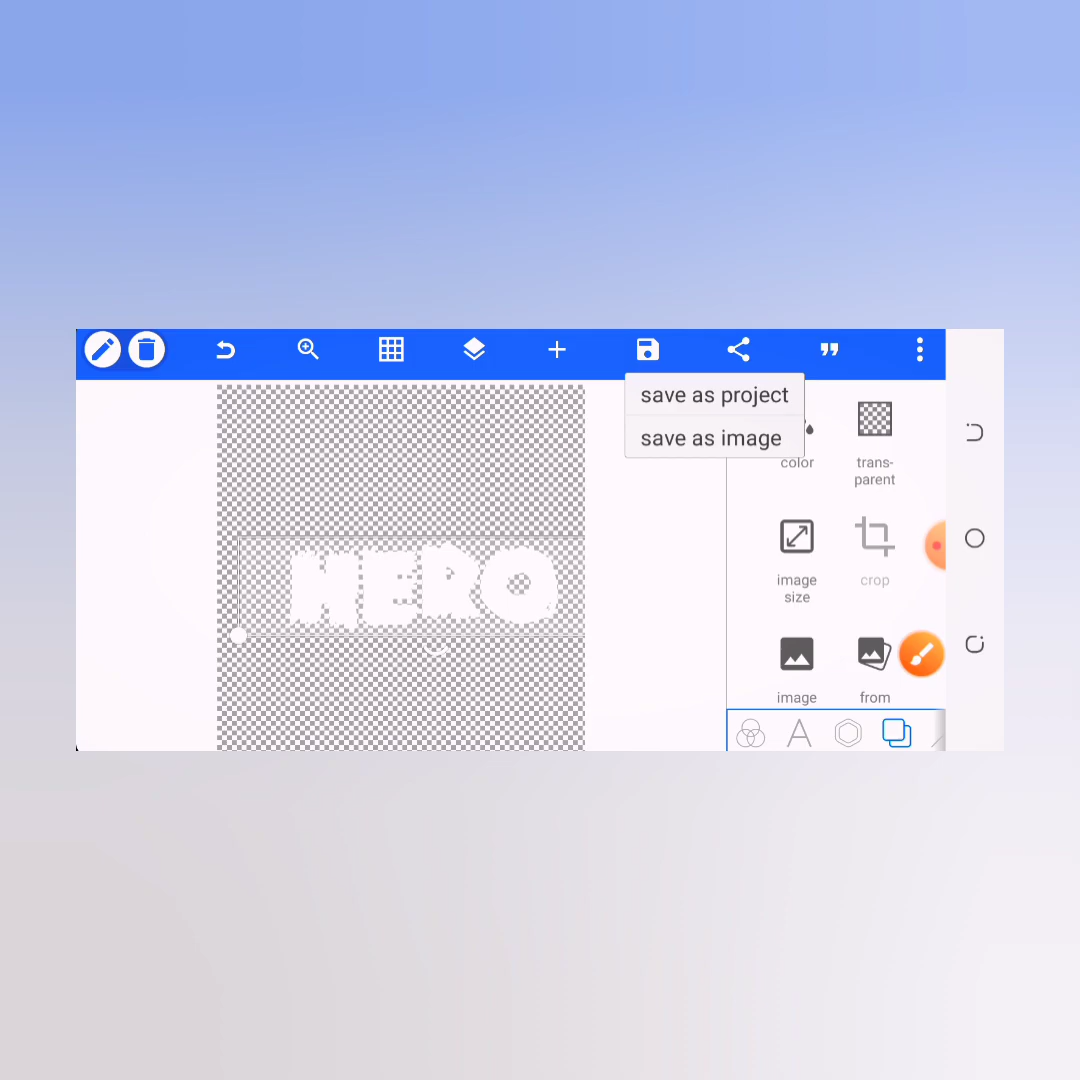 save as project
save as image
color
trans-
parent
image
size
crop
HERO
image
from